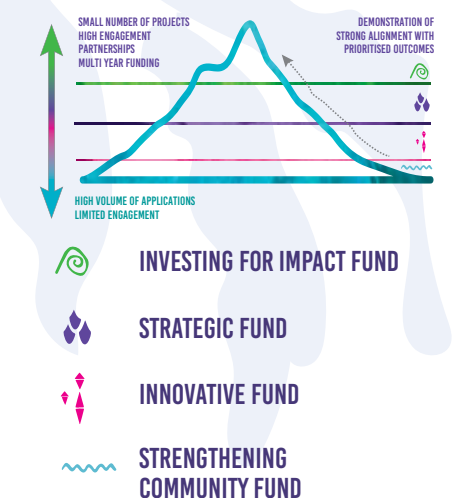 SMALL NUMBER OF PROJECTS
HIGH ENGAGEMENT
PARTNERSHIPS
MULTI YEAR FUNDING
DEMONSTRATION OF
STRONG ALIGNMENT WITH
PRIORITISED OUTCOMES
HIGH VOLUME OF APPLICATIONS
LIMITED ENGAGEMENT
INVESTING FOR IMPACT FUND
STRATEGIC FUND
INNOVATIVE FUND
STRENGTHENING
COMMUNITY FUND